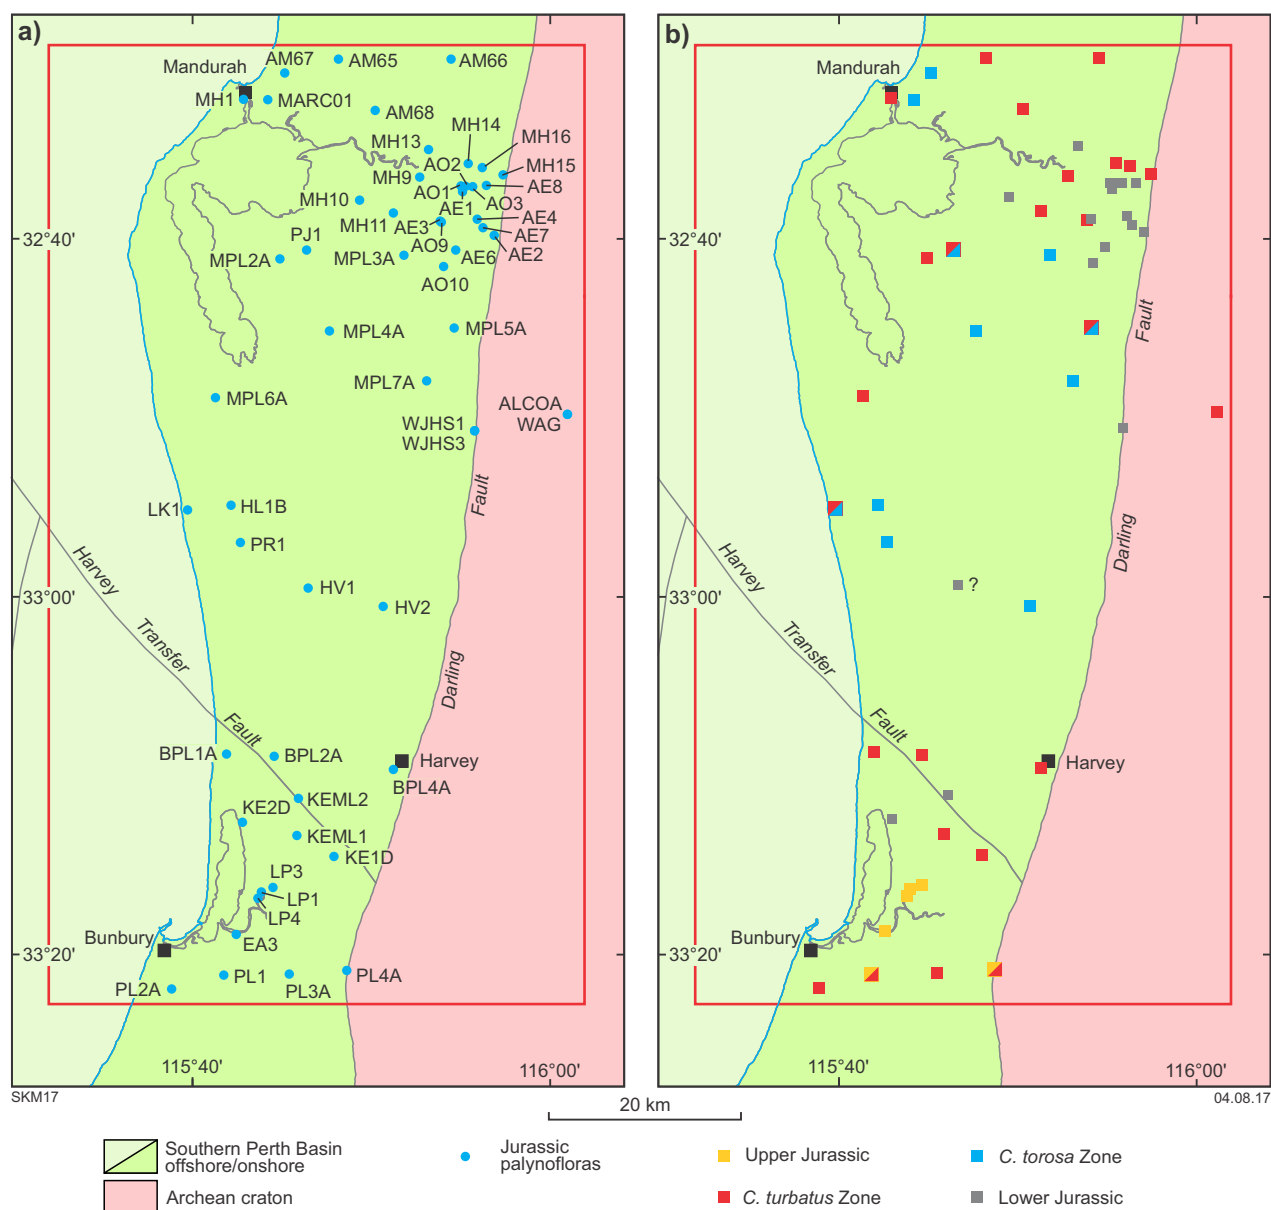 a)
AM67
AM65
AM66
Mandurah
MH1
MARC01
AM68
MH14
MH16
MH13
AO2
MH15
MH9
AO1
AE8
MH10
AE1
AO3
MH11
AE3
AE4
PJ1
AO9
AE7
32°40'
MPL2A
MPL3A
AE6
AE2
AO10
MPL4A
MPL5A
MPL7A
MPL6A
ALCOA
WAG
WJHS1
WJHS3
Fault
LK1
HL1B
PR1
Harvey
HV1
33°00'
HV2
Transfer
Darling
Fault
BPL1A
BPL2A
Harvey
BPL4A
KEML2
KE2D
KEML1
KE1D
LP3
LP1
LP4
Bunbury
EA3
33°20'
PL1
PL3A
PL4A
PL2A
115°40'
116°00'
SKM17
b)
Mandurah
32°40'
Fault
Darling
Harvey
?
33°00'
Transfer
Fault
Harvey
Bunbury
33°20'
115°40'
116°00'
04.08.17
20 km
Southern Perth Basin
offshore/onshore
Archean craton
Jurassic
palynofloras
Upper Jurassic
C. turbatus Zone
C. torosa Zone
Lower Jurassic